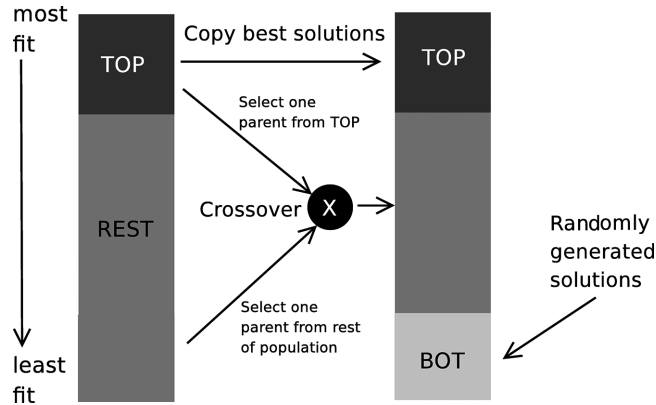 most
fit
TOP
Copy best solutions
TOP
Select one
parent from TOP
REST
Crossover
X
Randomly
generated
solutions
Select one
parent from rest
of population
BOT
least
fit